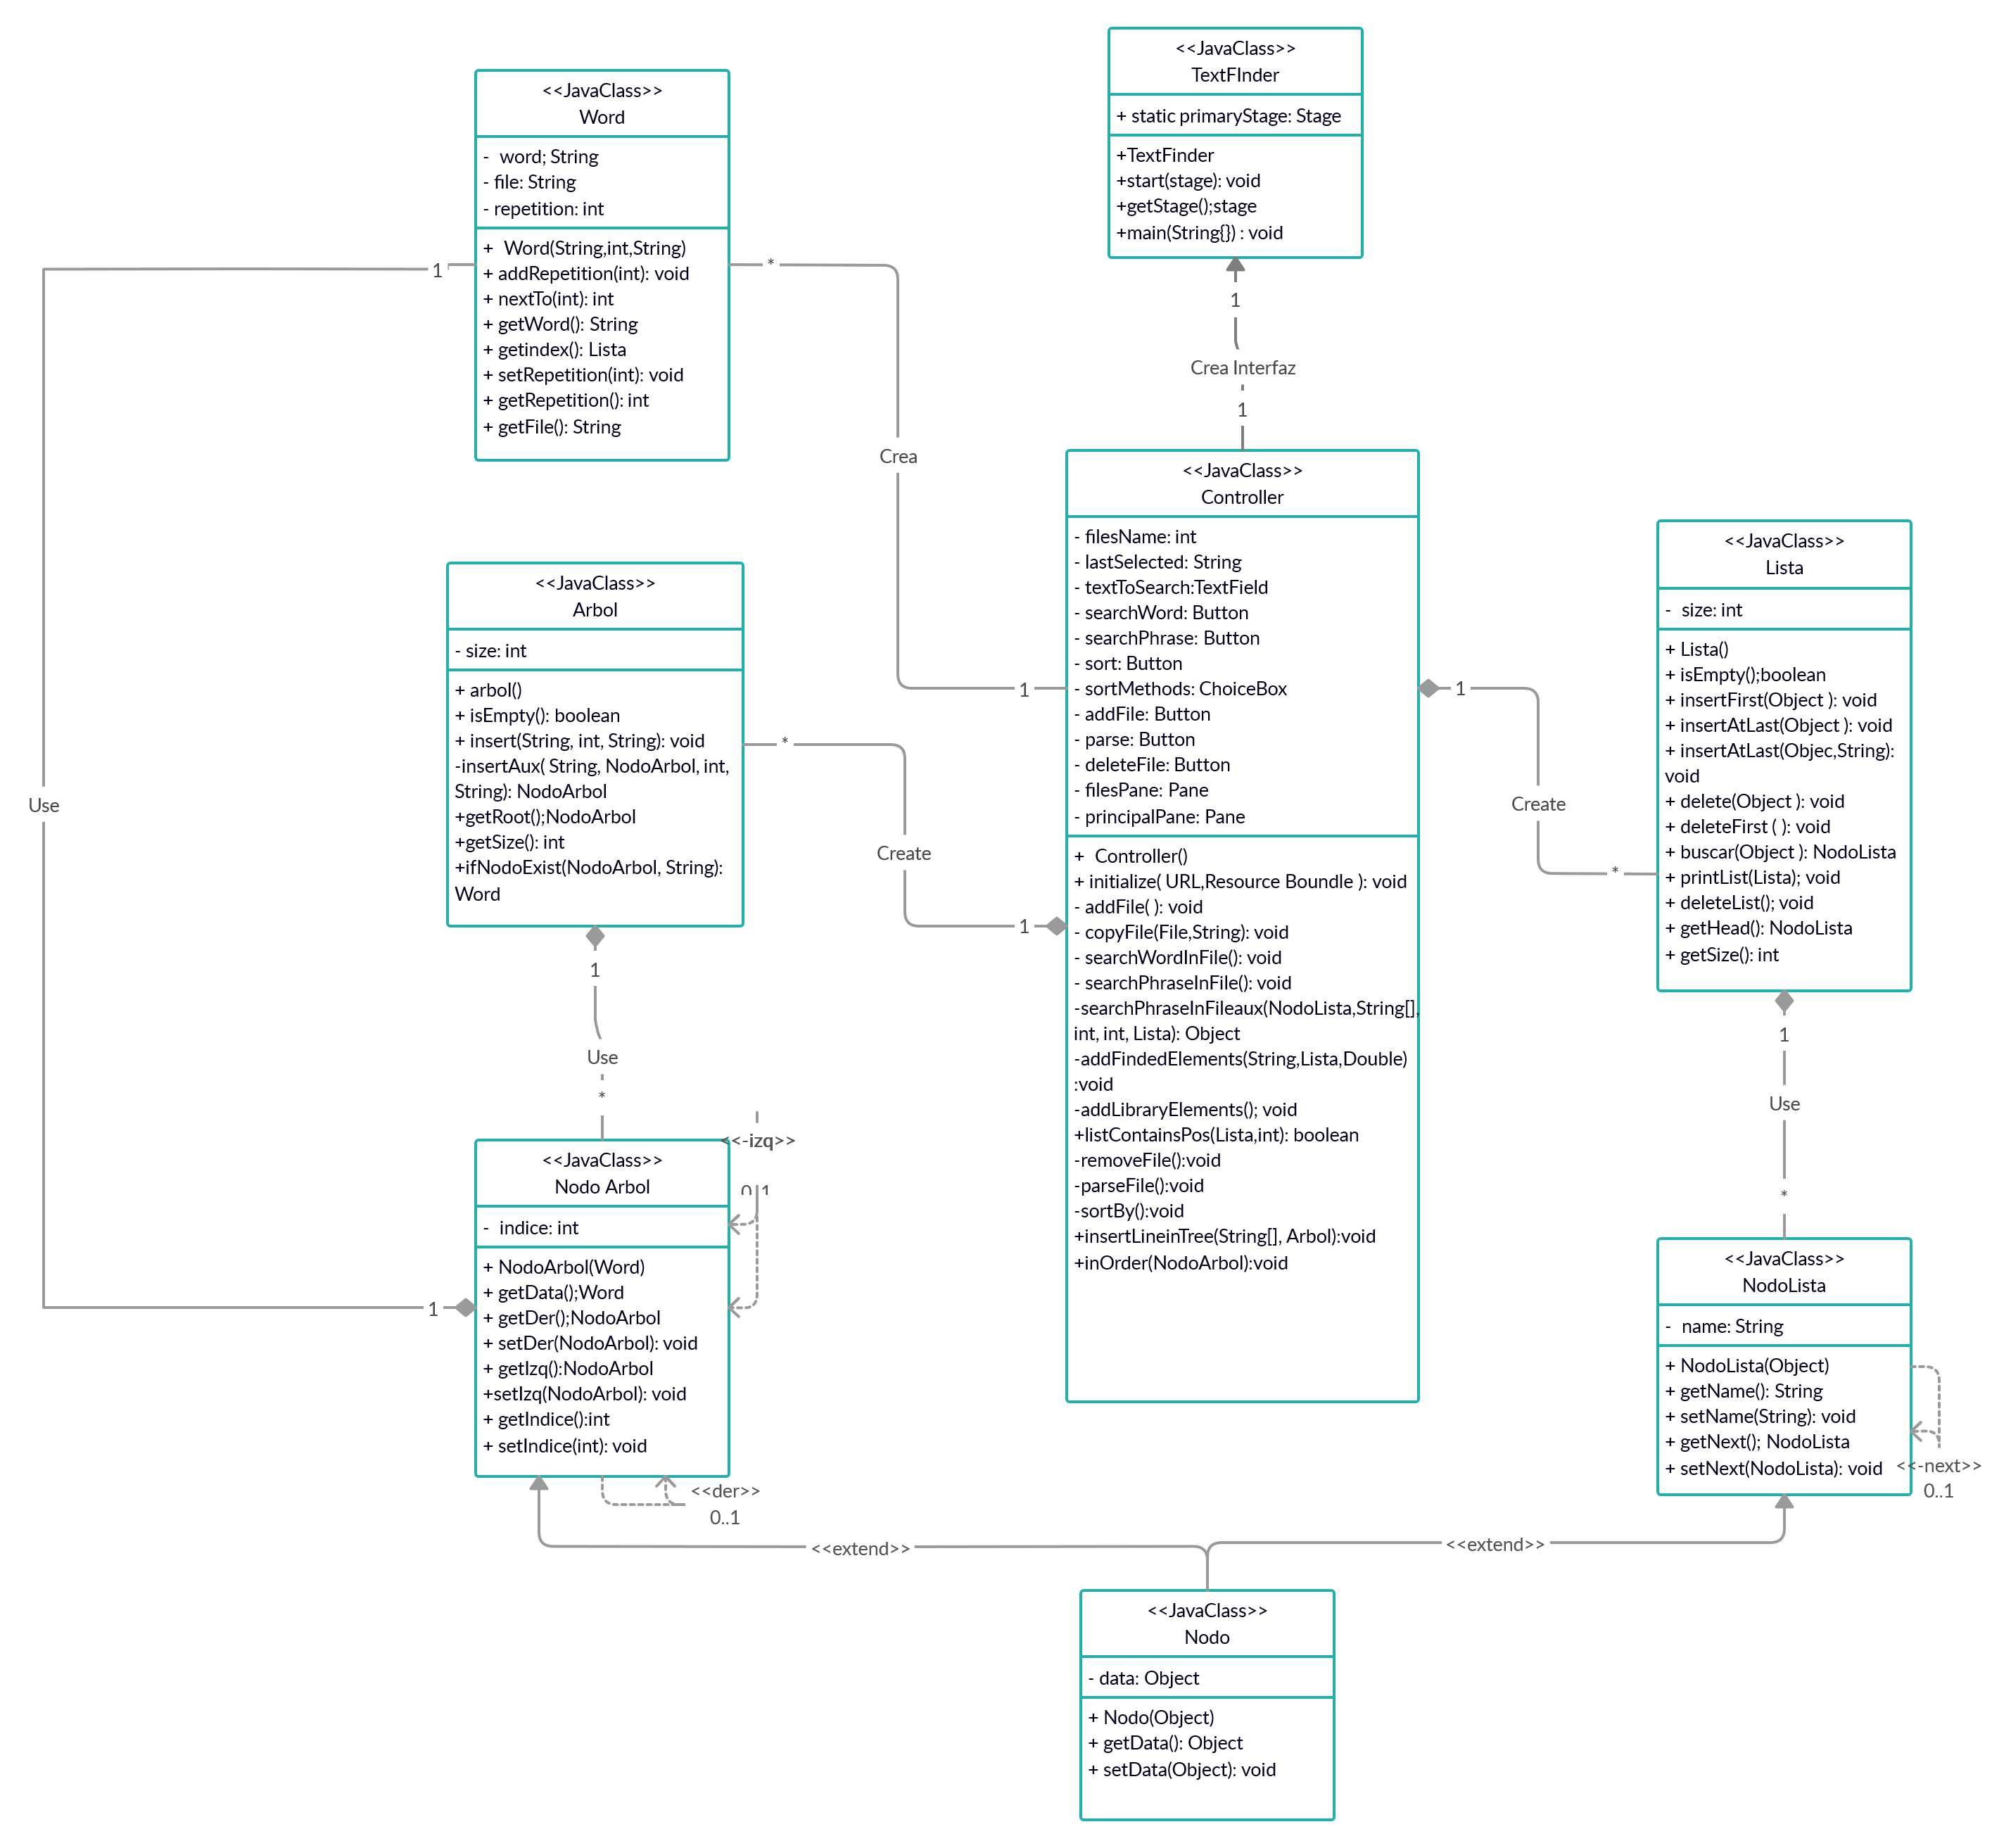 <<JavaClass>>
TextFInder
+ static primaryStage: Stage
+TextFinder
+start(stage): void
+getStage();stage
+main(String{}) : void
<<JavaClass>>
Word
-  word; String
- file: String
- repetition: int
+  Word(String,int,String)
+ addRepetition(int): void
+ nextTo(int): int
+ getWord(): String
+ getindex(): Lista
+ setRepetition(int): void
+ getRepetition(): int
+ getFile(): String
1
*
1
Crea Interfaz
1
Crea
1
Use
<<JavaClass>>
Arbol
- size: int
+ arbol()
+ isEmpty(): boolean
+ insert(String, int, String): void
-insertAux( String, NodoArbol, int,
String): NodoArbol
+getRoot();NodoArbol
+getSize(): int
+ifNodoExist(NodoArbol, String):
Word
*
Create
1
<<JavaClass>>
Controller
- filesName: int
- lastSelected: String
- textToSearch:TextField
- searchWord: Button
- searchPhrase: Button
- sort: Button
- sortMethods: ChoiceBox
- addFile: Button
- parse: Button
- deleteFile: Button
- filesPane: Pane
- principalPane: Pane
+  Controller()
+ initialize( URL,Resource Boundle ): void
- addFile( ): void
- copyFile(File,String): void
- searchWordInFile(): void
- searchPhraseInFile(): void
-searchPhraseInFileaux(NodoLista,String[],
int, int, Lista): Object
-addFindedElements(String,Lista,Double)
:void
-addLibraryElements(); void
+listContainsPos(Lista,int): boolean
-removeFile():void
-parseFile():void
-sortBy():void
+insertLineinTree(String[], Arbol):void
+inOrder(NodoArbol):void
1
Create
*
<<JavaClass>>
Lista
-  size: int
+ Lista()
+ isEmpty();boolean
+ insertFirst(Object ): void
+ insertAtLast(Object ): void
+ insertAtLast(Objec,String):
void
+ delete(Object ): void
+ deleteFirst ( ): void
+ buscar(Object ): NodoLista
+ printList(Lista); void
+ deleteList(); void
+ getHead(): NodoLista
+ getSize(): int
1
Use
*
1
Use
*
<<-izq>>
0..1
<<JavaClass>>
Nodo Arbol
-  indice: int
+ NodoArbol(Word)
+ getData();Word
+ getDer();NodoArbol
+ setDer(NodoArbol): void
+ getIzq():NodoArbol
+setIzq(NodoArbol): void
+ getIndice():int
+ setIndice(int): void
1
<<der>>
0..1
<<JavaClass>>
NodoLista
-  name: String
+ NodoLista(Object)
+ getName(): String
+ setName(String): void
+ getNext(); NodoLista
+ setNext(NodoLista): void
<<-next>>
0..1
<<extend>>
<<extend>>
<<JavaClass>>
Nodo
- data: Object
+ Nodo(Object)
+ getData(): Object
+ setData(Object): void